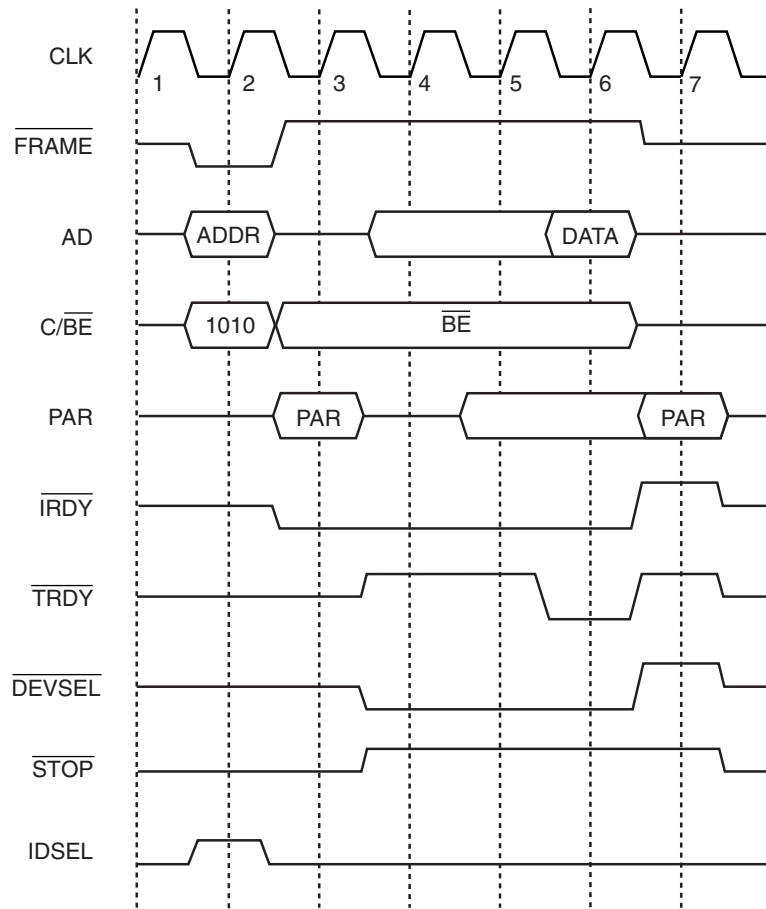 CLK
1 2 3 4 5 6 7
FRAME
AD ADDR DATA
C/BE 1010 BE
PAR PAR PAR
IRDY
TRDY
DEVSEL
STOP
IDSEL